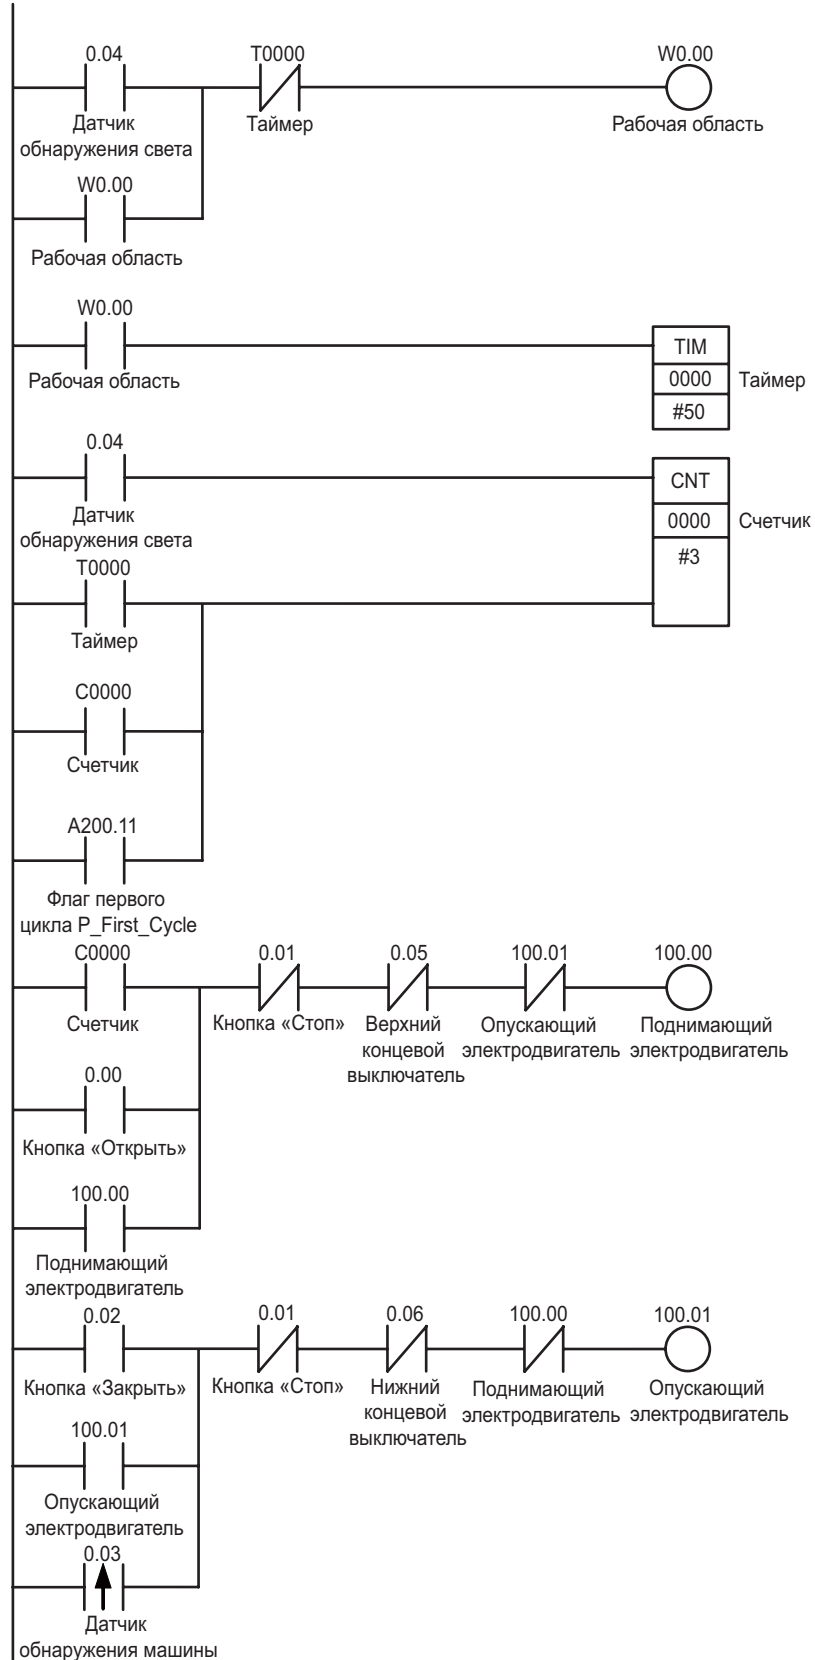 0.04
T0000
W0.00
Датчик
обнаружения света
Таймер
Рабочая область
W0.00
Рабочая область
W0.00
Рабочая область
TIM
0000
#50
Таймер
0.04
Датчик
обнаружения света
CNT
0000
#3
Счетчик
T0000
Таймер
C0000
Счетчик
A200.11
Флаг первого
цикла P_First_Cycle
C0000
0.01
0.05
100.01
100.00
Счетчик
Кнопка «Стоп»
Верхний
концевой
выключатель
Опускающий
электродвигатель
Поднимающий
электродвигатель
0.00
Кнопка «Открыть»
100.00
Поднимающий
электродвигатель
0.02
0.01
0.06
100.00
100.01
Кнопка «Закрыть»
Кнопка «Стоп»
Нижний
концевой
выключатель
Поднимающий
электродвигатель
Опускающий
электродвигатель
100.01
Опускающий
электродвигатель
0.03
Датчик
обнаружения машины